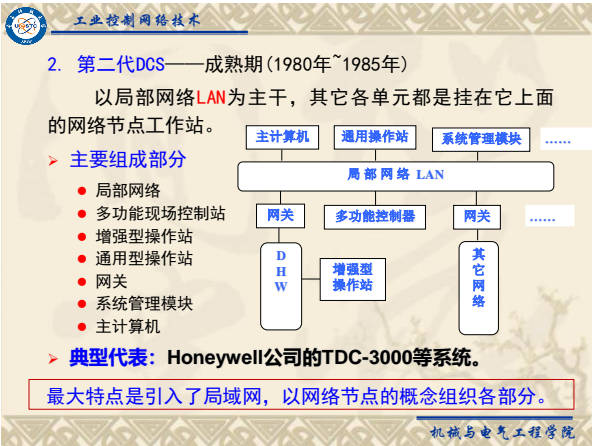 工业控制网络技术
2. 第二代DCS——成熟期(1980年~1985年)
以局部网络LAN为主干，其它各单元都是挂在它上面
的网络节点工作站。
主计算机
通用操作站
系统管理模块
……
➢ 主要组成部分
局部网络 LAN
● 局部网络
● 多功能现场控制站
● 增强型操作站
● 通用型操作站
● 网关
● 系统管理模块
● 主计算机
网关
多功能控制器
网关
……
D
H
W
增强型
操作站
其
它
网
络
➢ 典型代表：Honeywell公司的TDC-3000等系统。
最大特点是引入了局域网，以网络节点的概念组织各部分。
机械与电气工程学院